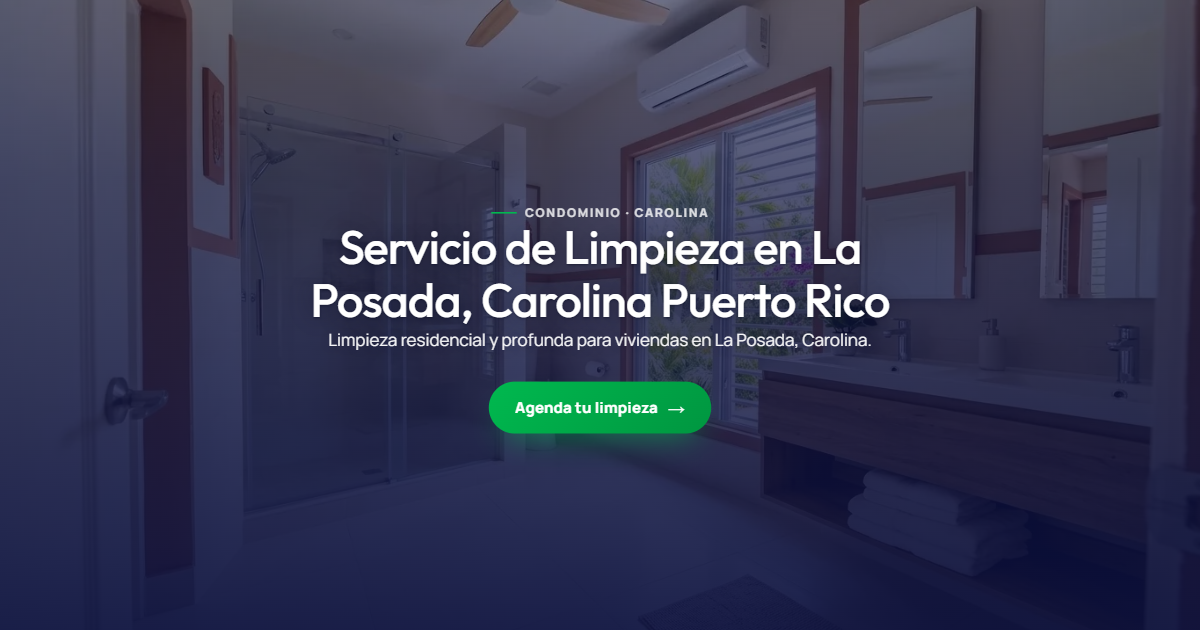 CONDOMINIO · CAROLINA
Servicio de Limpieza en La
Posada, Carolina Puerto Rico
Limpieza residencial y profunda para viviendas en La Posada, Carolina.
Agenda tu limpieza →